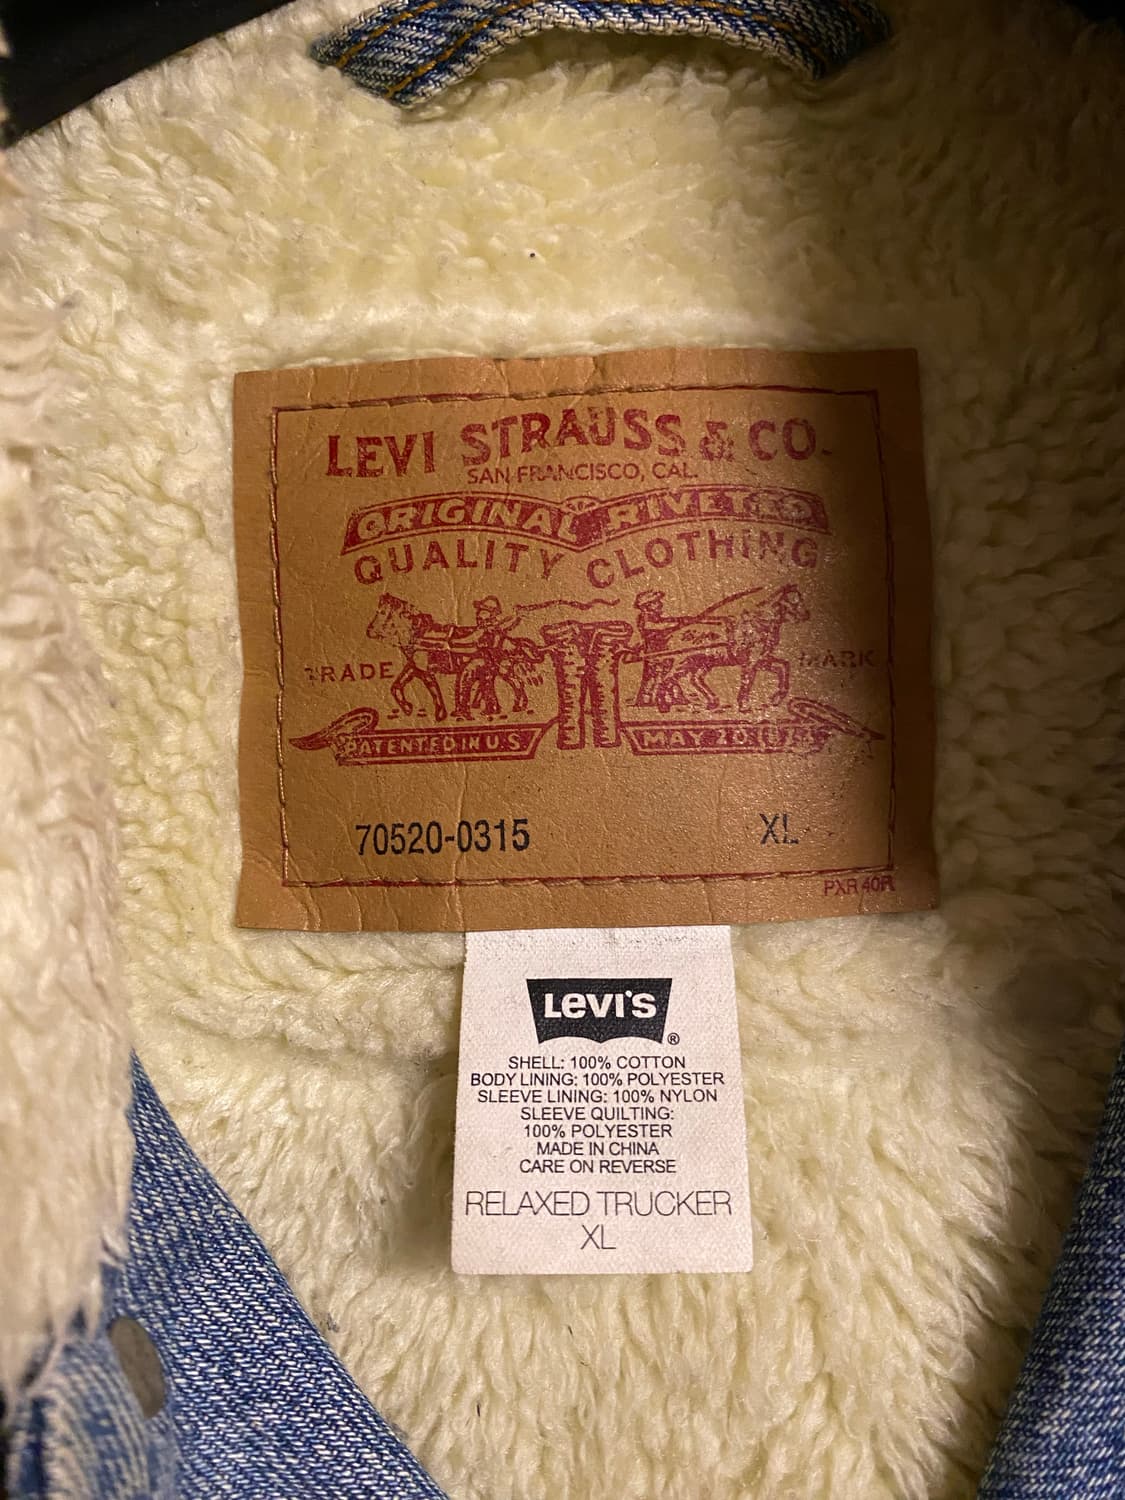 LEVI STRAUSS & CO.
SAN FRANCISCO, CAL.
ORIGINAL RIVETED
QUALITY CLOTHING
TRADE MARK
PATENTED IN U.S. MAY 20
70520-0315 XL
PXR 40R
LEVI'S ®
SHELL: 100% COTTON
BODY LINING: 100% POLYESTER
SLEEVE LINING: 100% NYLON
SLEEVE QUILTING:
100% POLYESTER
MADE IN CHINA
CARE ON REVERSE
RELAXED TRUCKER
XL